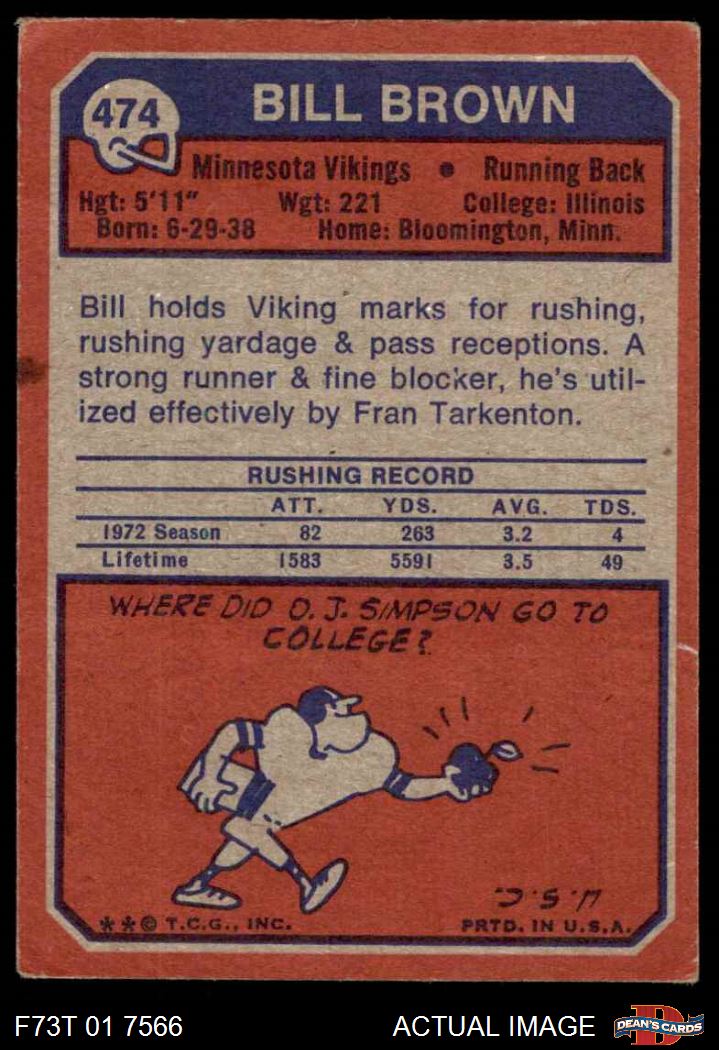 474
BILL BROWN
Minnesota Vikings • Running Back
Hgt: 5'11" Wgt: 221 College: Illinois
Born: 6-29-38 Home: Bloomington, Minn.
Bill holds Viking marks for rushing,
rushing yardage & pass receptions. A
strong runner & fine blocker, he's util-
ized effectively by Fran Tarkenton.
RUSHING RECORD
ATT. YDS. AVG. TDS.
1972 Season 82 263 3.2 4
Lifetime 1583 5591 3.5 49
WHERE DID O.J. SIMPSON GO TO
COLLEGE?
U.S.C.
**© T.C.G., INC. PRTD. IN U.S.A.
F73T 01 7566 ACTUAL IMAGE DEAN'S CARDS